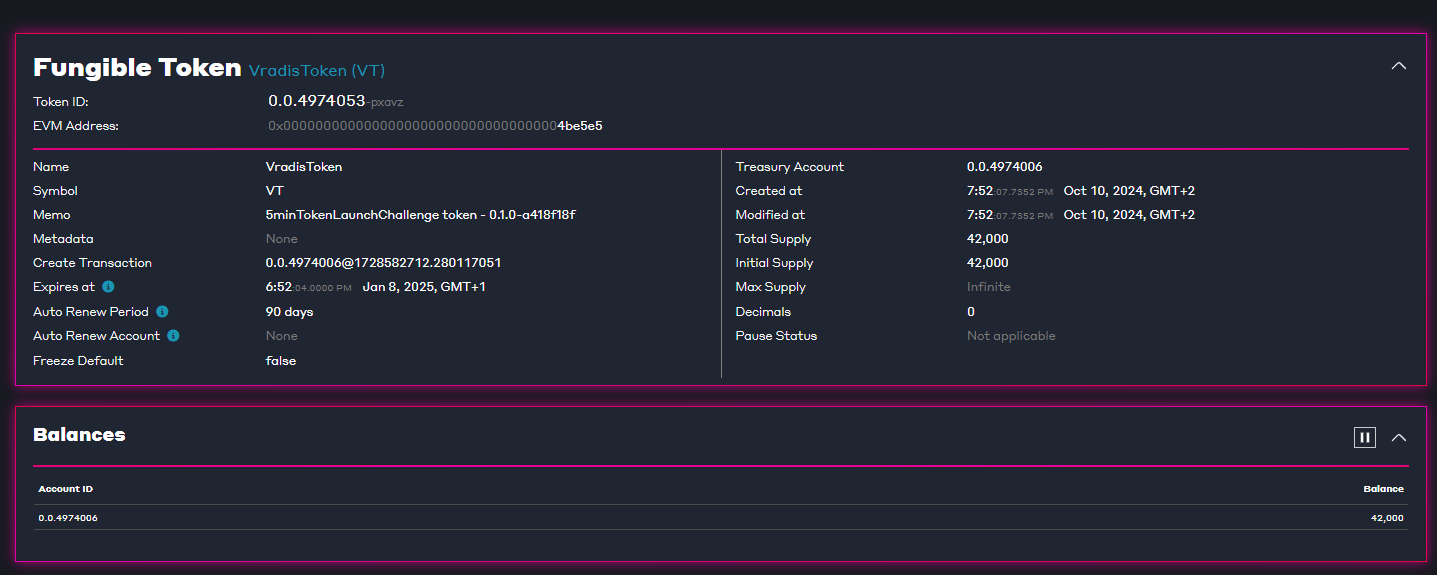 Fungible Token VradisToken (VT)
Token ID: 0.0.4974053-pxavz
EVM Address: 0x00000000000000000000000000000000004be5e5
Name VradisToken
Symbol VT
Memo 5minTokenLaunchChallenge token - 0.1.0-a418f18f
Metadata None
Create Transaction 0.0.4974006@1728582712.280117051
Expires at 6:52:04.0000 PM Jan 8, 2025, GMT+1
Auto Renew Period 90 days
Auto Renew Account None
Freeze Default false
Treasury Account 0.0.4974006
Created at 7:52:07.7352 PM Oct 10, 2024, GMT+2
Modified at 7:52:07.7352 PM Oct 10, 2024, GMT+2
Total Supply 42,000
Initial Supply 42,000
Max Supply Infinite
Decimals 0
Pause Status Not applicable
Balances
Account ID Balance
0.0.4974006 42,000